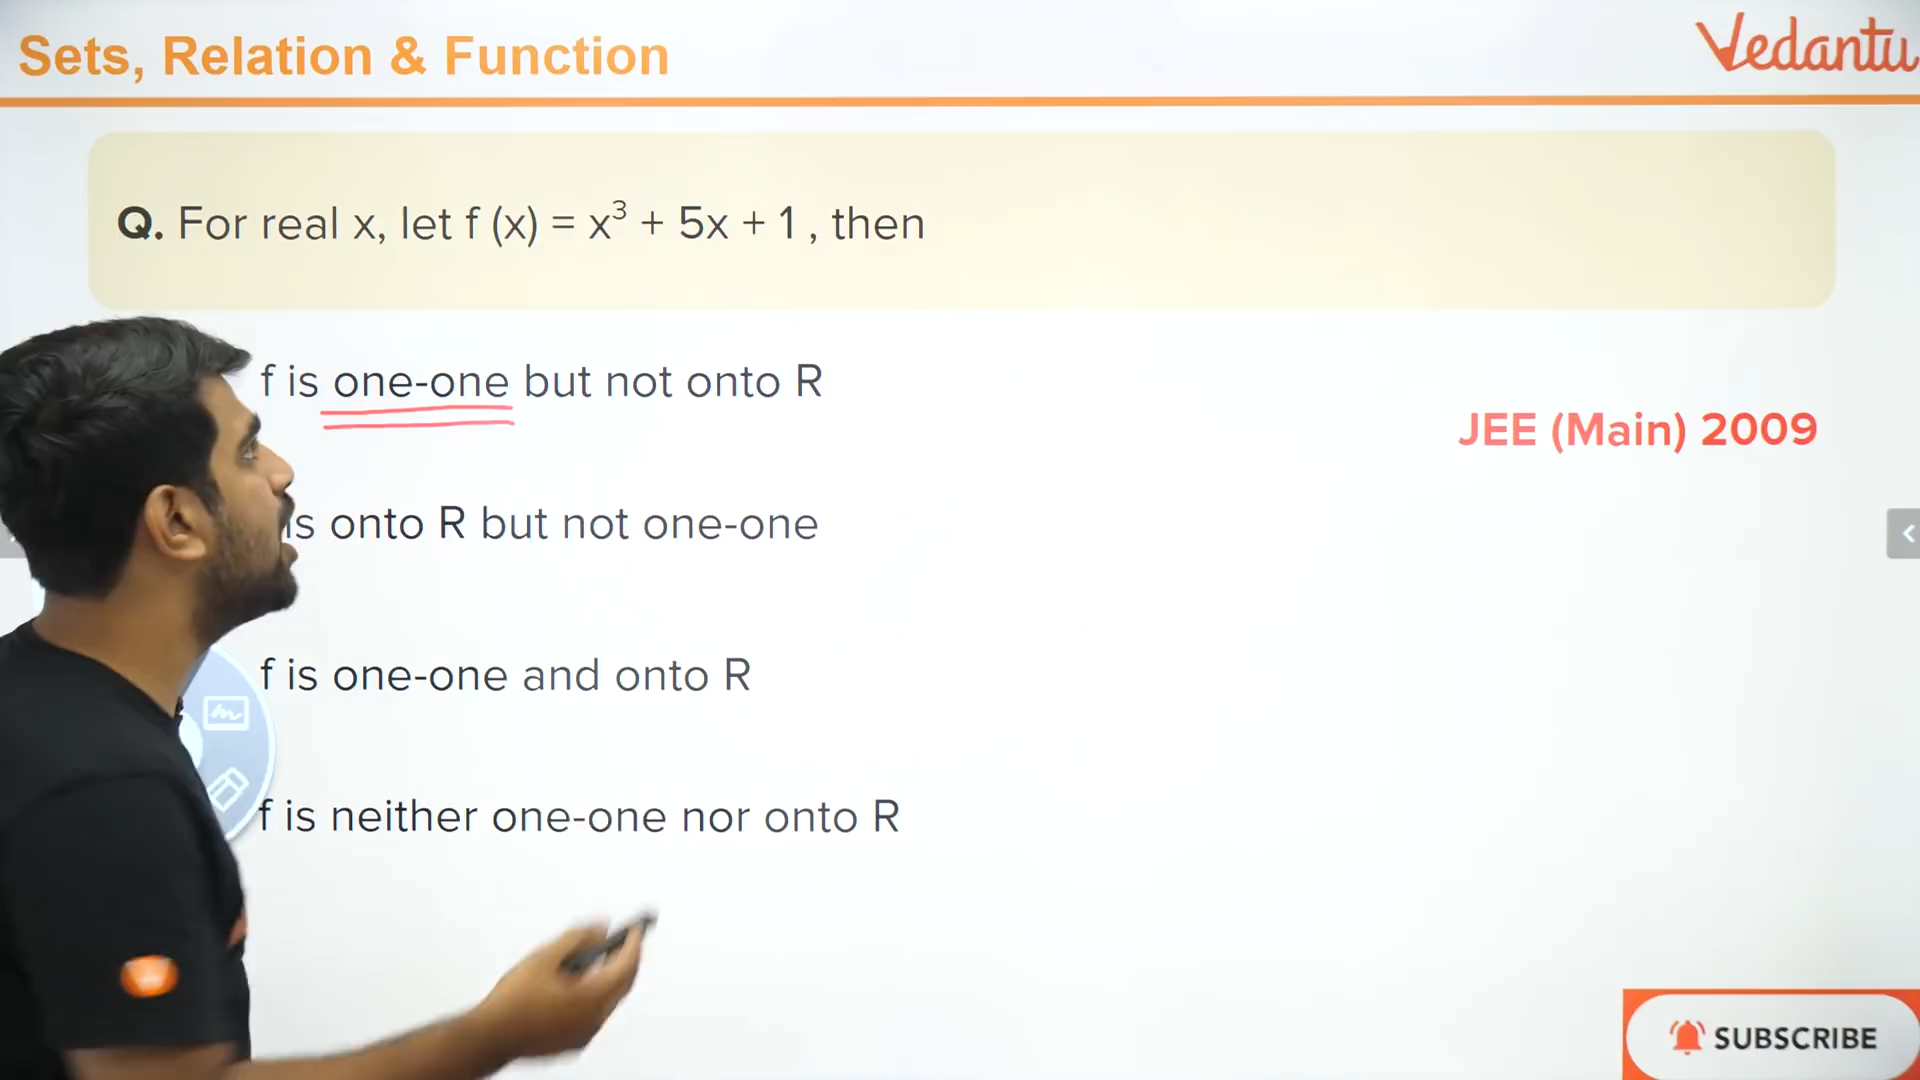 Sets, Relation & Function
Vedantu
Q. For real x, let f (x) = x³ + 5x + 1 , then
f is one-one but not onto R
JEE (Main) 2009
is onto R but not one-one
f is one-one and onto R
f is neither one-one nor onto R
SUBSCRIBE